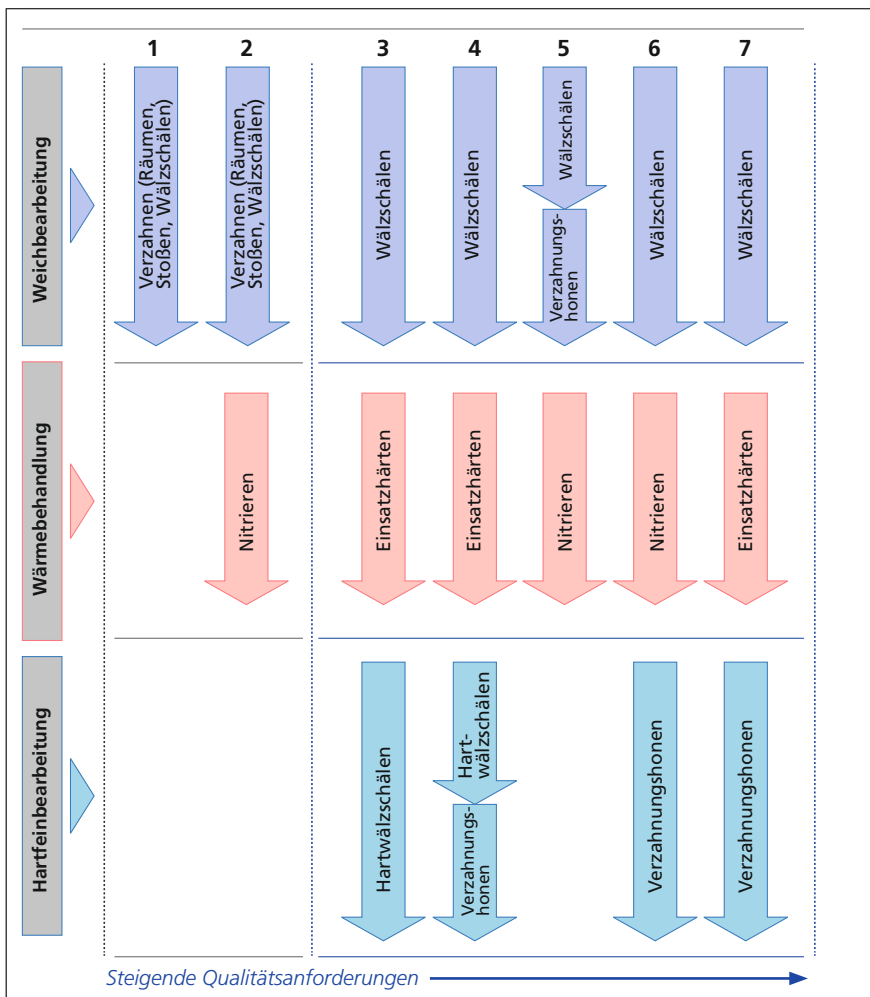 1 2 3 4 5 6 7
Weichbearbeitung
Verzahnen (Räumen,
Stoßen, Wälzschälen)
Verzahnen (Räumen,
Stoßen, Wälzschälen)
Wälzschälen
Wälzschälen
Wälzschälen
Verzahnungs-
honen
Wälzschälen
Wälzschälen
Wärmebehandlung
Nitrieren
Einsatzhärten
Einsatzhärten
Nitrieren
Nitrieren
Einsatzhärten
Hartfeinbearbeitung
Hartwälzschälen
Hart-
wälzschälen
Verzahnungs-
honen
Verzahnungshonen
Verzahnungshonen
Steigende Qualitätsanforderungen